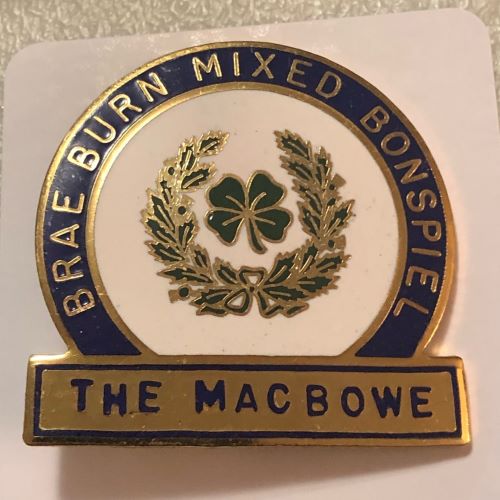 BRAE BURN MIXED BONSPIEL
THE MACBOWE